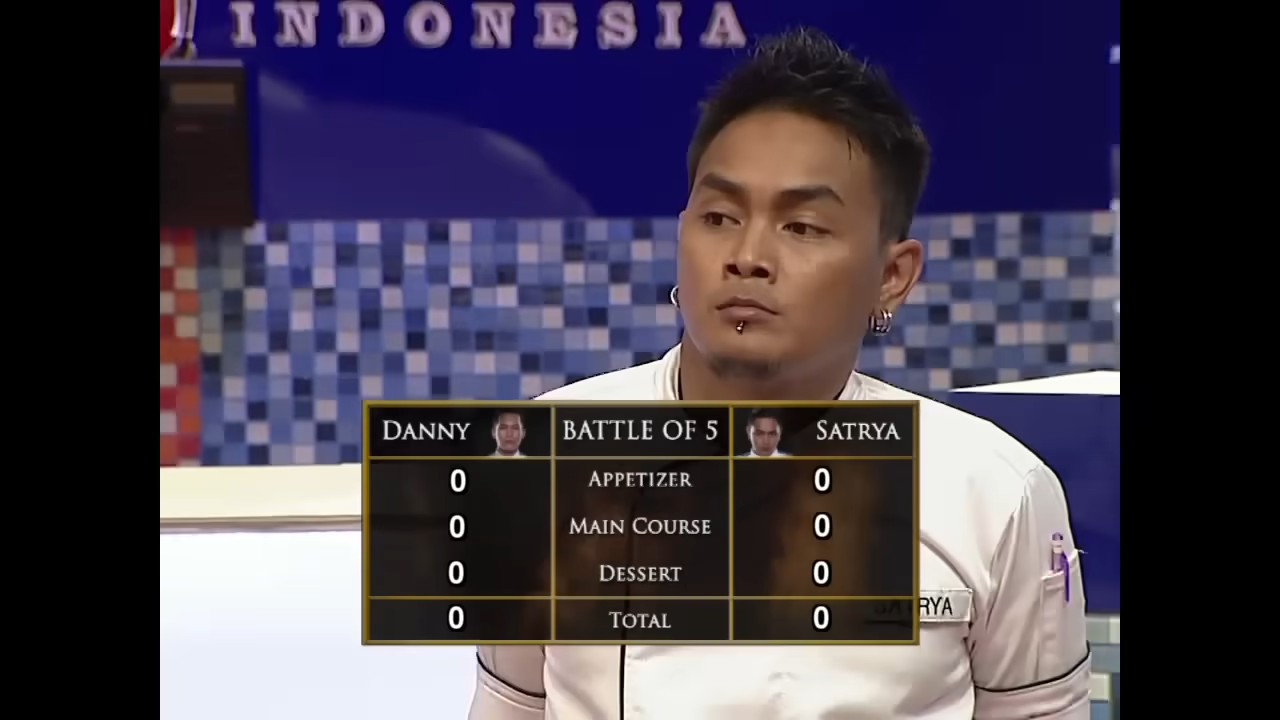 INDONESIA
DANNY BATTLE OF 5 SATRYA
0 APPETIZER 0
0 MAIN COURSE 0
0 DESSERT 0
SATRYA
0 TOTAL 0